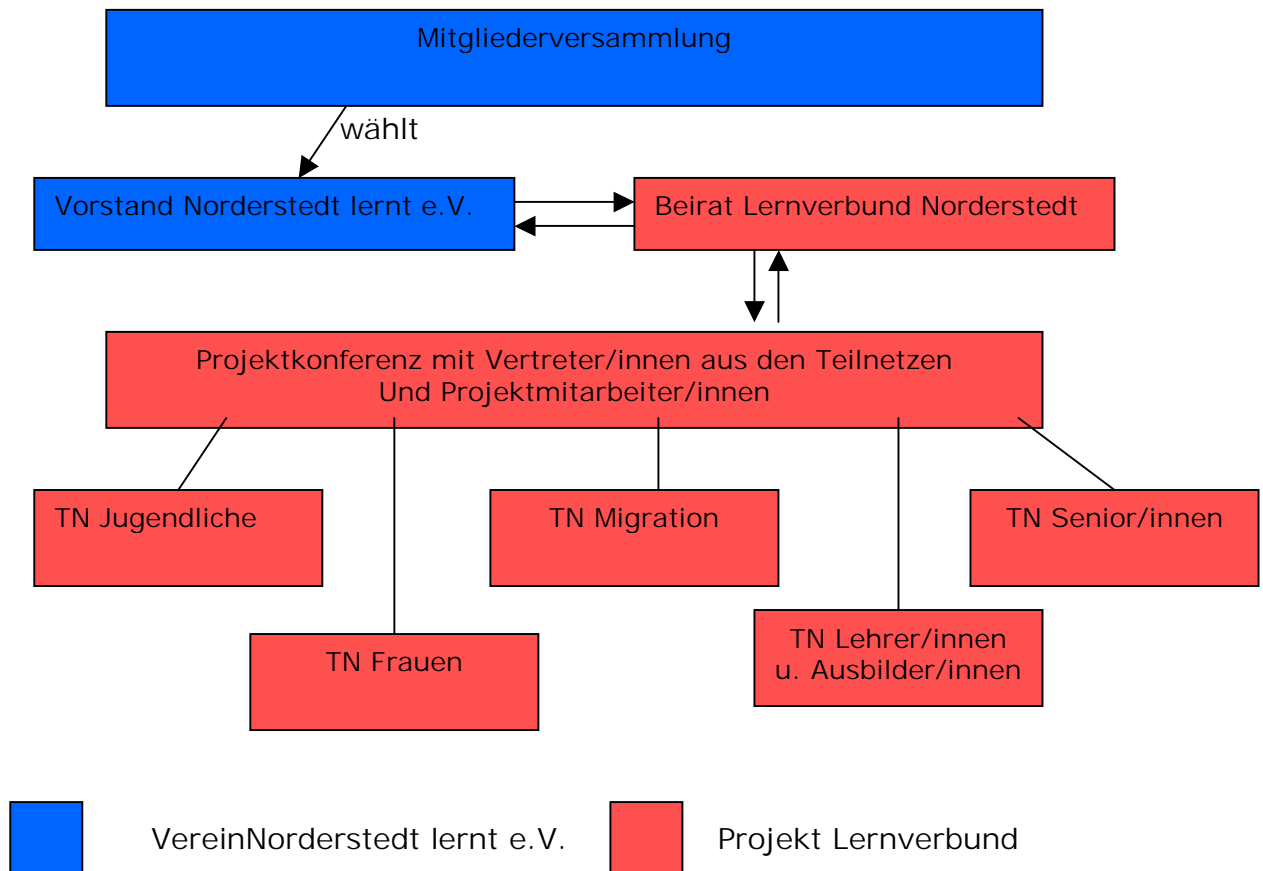 Mitgliederversammlung
wählt
Vorstand Norderstedt lernt e.V.
Beirat Lernverbund Norderstedt
Projektkonferenz mit Vertreter/innen aus den Teilnetzen
Und Projektmitarbeiter/innen
TN Jugendliche
TN Migration
TN Senior/innen
TN Frauen
TN Lehrer/innen
u. Ausbilder/innen
VereinNorderstedt lernt e.V.
Projekt Lernverbund